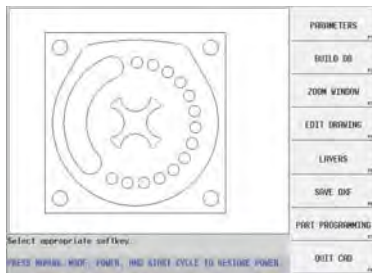 PARAMETERS
BUILD DB
ZOOM WINDOW
EDIT DRAWING
LAYERS
SAVE DXF
PART PROGRAMMING
QUIT CAD
Select appropriate softkey.
PRESS MANUAL MODE, POWER, AND START CYCLE TO RESTORE POWER.